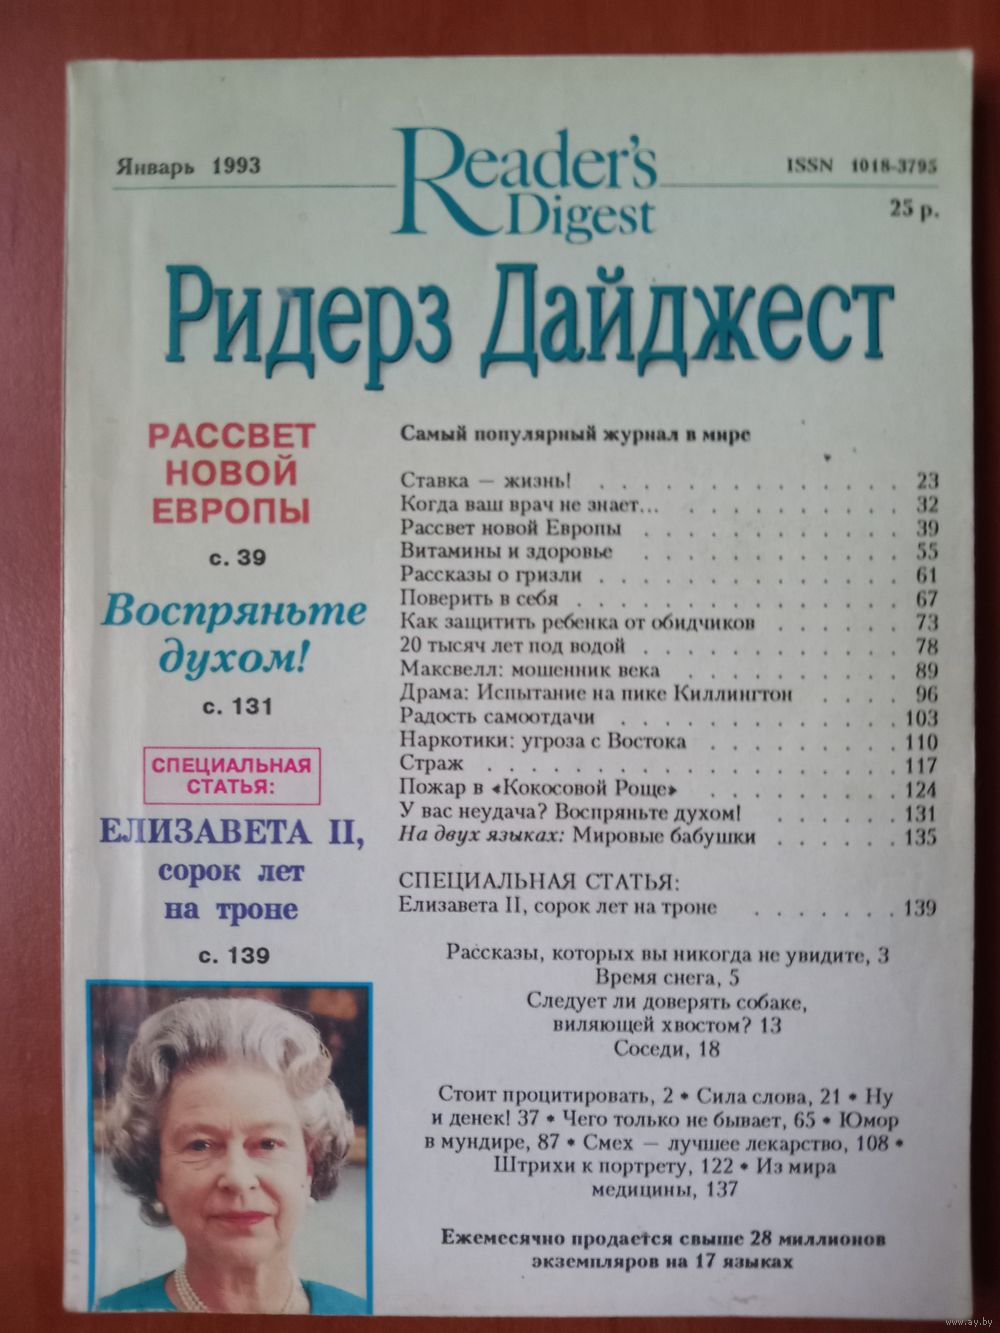 Январь 1993
Reader's Digest
ISSN 1018-3795
25 р.
Ридерз Дайджест
РАССВЕТ
НОВОЙ
ЕВРОПЫ
с. 39
Воспряньте
духом!
с. 131
СПЕЦИАЛЬНАЯ
СТАТЬЯ:
ЕЛИЗАВЕТА II,
сорок лет
на троне
с. 139
Самый популярный журнал в мире
Ставка — жизнь! . . . . . . . . . . . . . 23
Когда ваш врач не знает... . . . . . . . . . . 32
Рассвет новой Европы . . . . . . . . . . . 39
Витамины и здоровье . . . . . . . . . . . 55
Рассказы о гризли . . . . . . . . . . . . . 61
Поверить в себя . . . . . . . . . . . . . . 67
Как защитить ребенка от обидчиков . . . . . . 73
20 тысяч лет под водой . . . . . . . . . . . 78
Максвелл: мошенник века . . . . . . . . . . 89
Драма: Испытание на пике Киллингтон . . . . 96
Радость самоотдачи . . . . . . . . . . . . 103
Наркотики: угроза с Востока . . . . . . . . 110
Страж . . . . . . . . . . . . . . . . . . 117
Пожар в «Кокосовой Роще» . . . . . . . . . 124
У вас неудача? Воспряньте духом! . . . . . . 131
На двух языках: Мировые бабушки . . . . . . 135
СПЕЦИАЛЬНАЯ СТАТЬЯ:
Елизавета II, сорок лет на троне . . . . . . . 139
Рассказы, которых вы никогда не увидите, 3
Время снега, 5
Следует ли доверять собаке,
виляющей хвостом? 13
Соседи, 18
Стоит процитировать, 2 • Сила слова, 21 • Ну
и денек! 37 • Чего только не бывает, 65 • Юмор
в мундире, 87 • Смех — лучшее лекарство, 108 •
Штрихи к портрету, 122 • Из мира
медицины, 137
Ежемесячно продается свыше 28 миллионов
экземпляров на 17 языках
www.ay.by